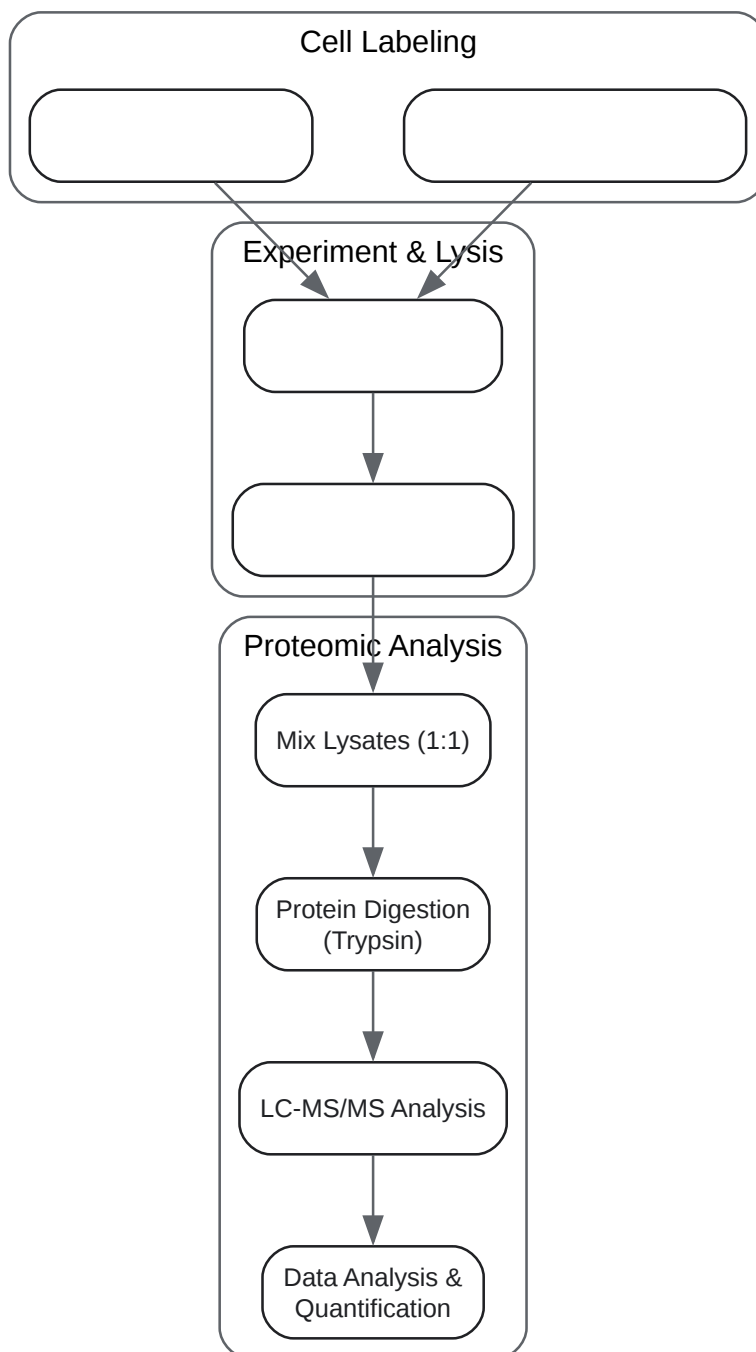 Cell Labeling
Experiment & Lysis
Proteomic Analysis
Mix Lysates (1:1)
Protein Digestion
(Trypsin)
LC-MS/MS Analysis
Data Analysis &
Quantification